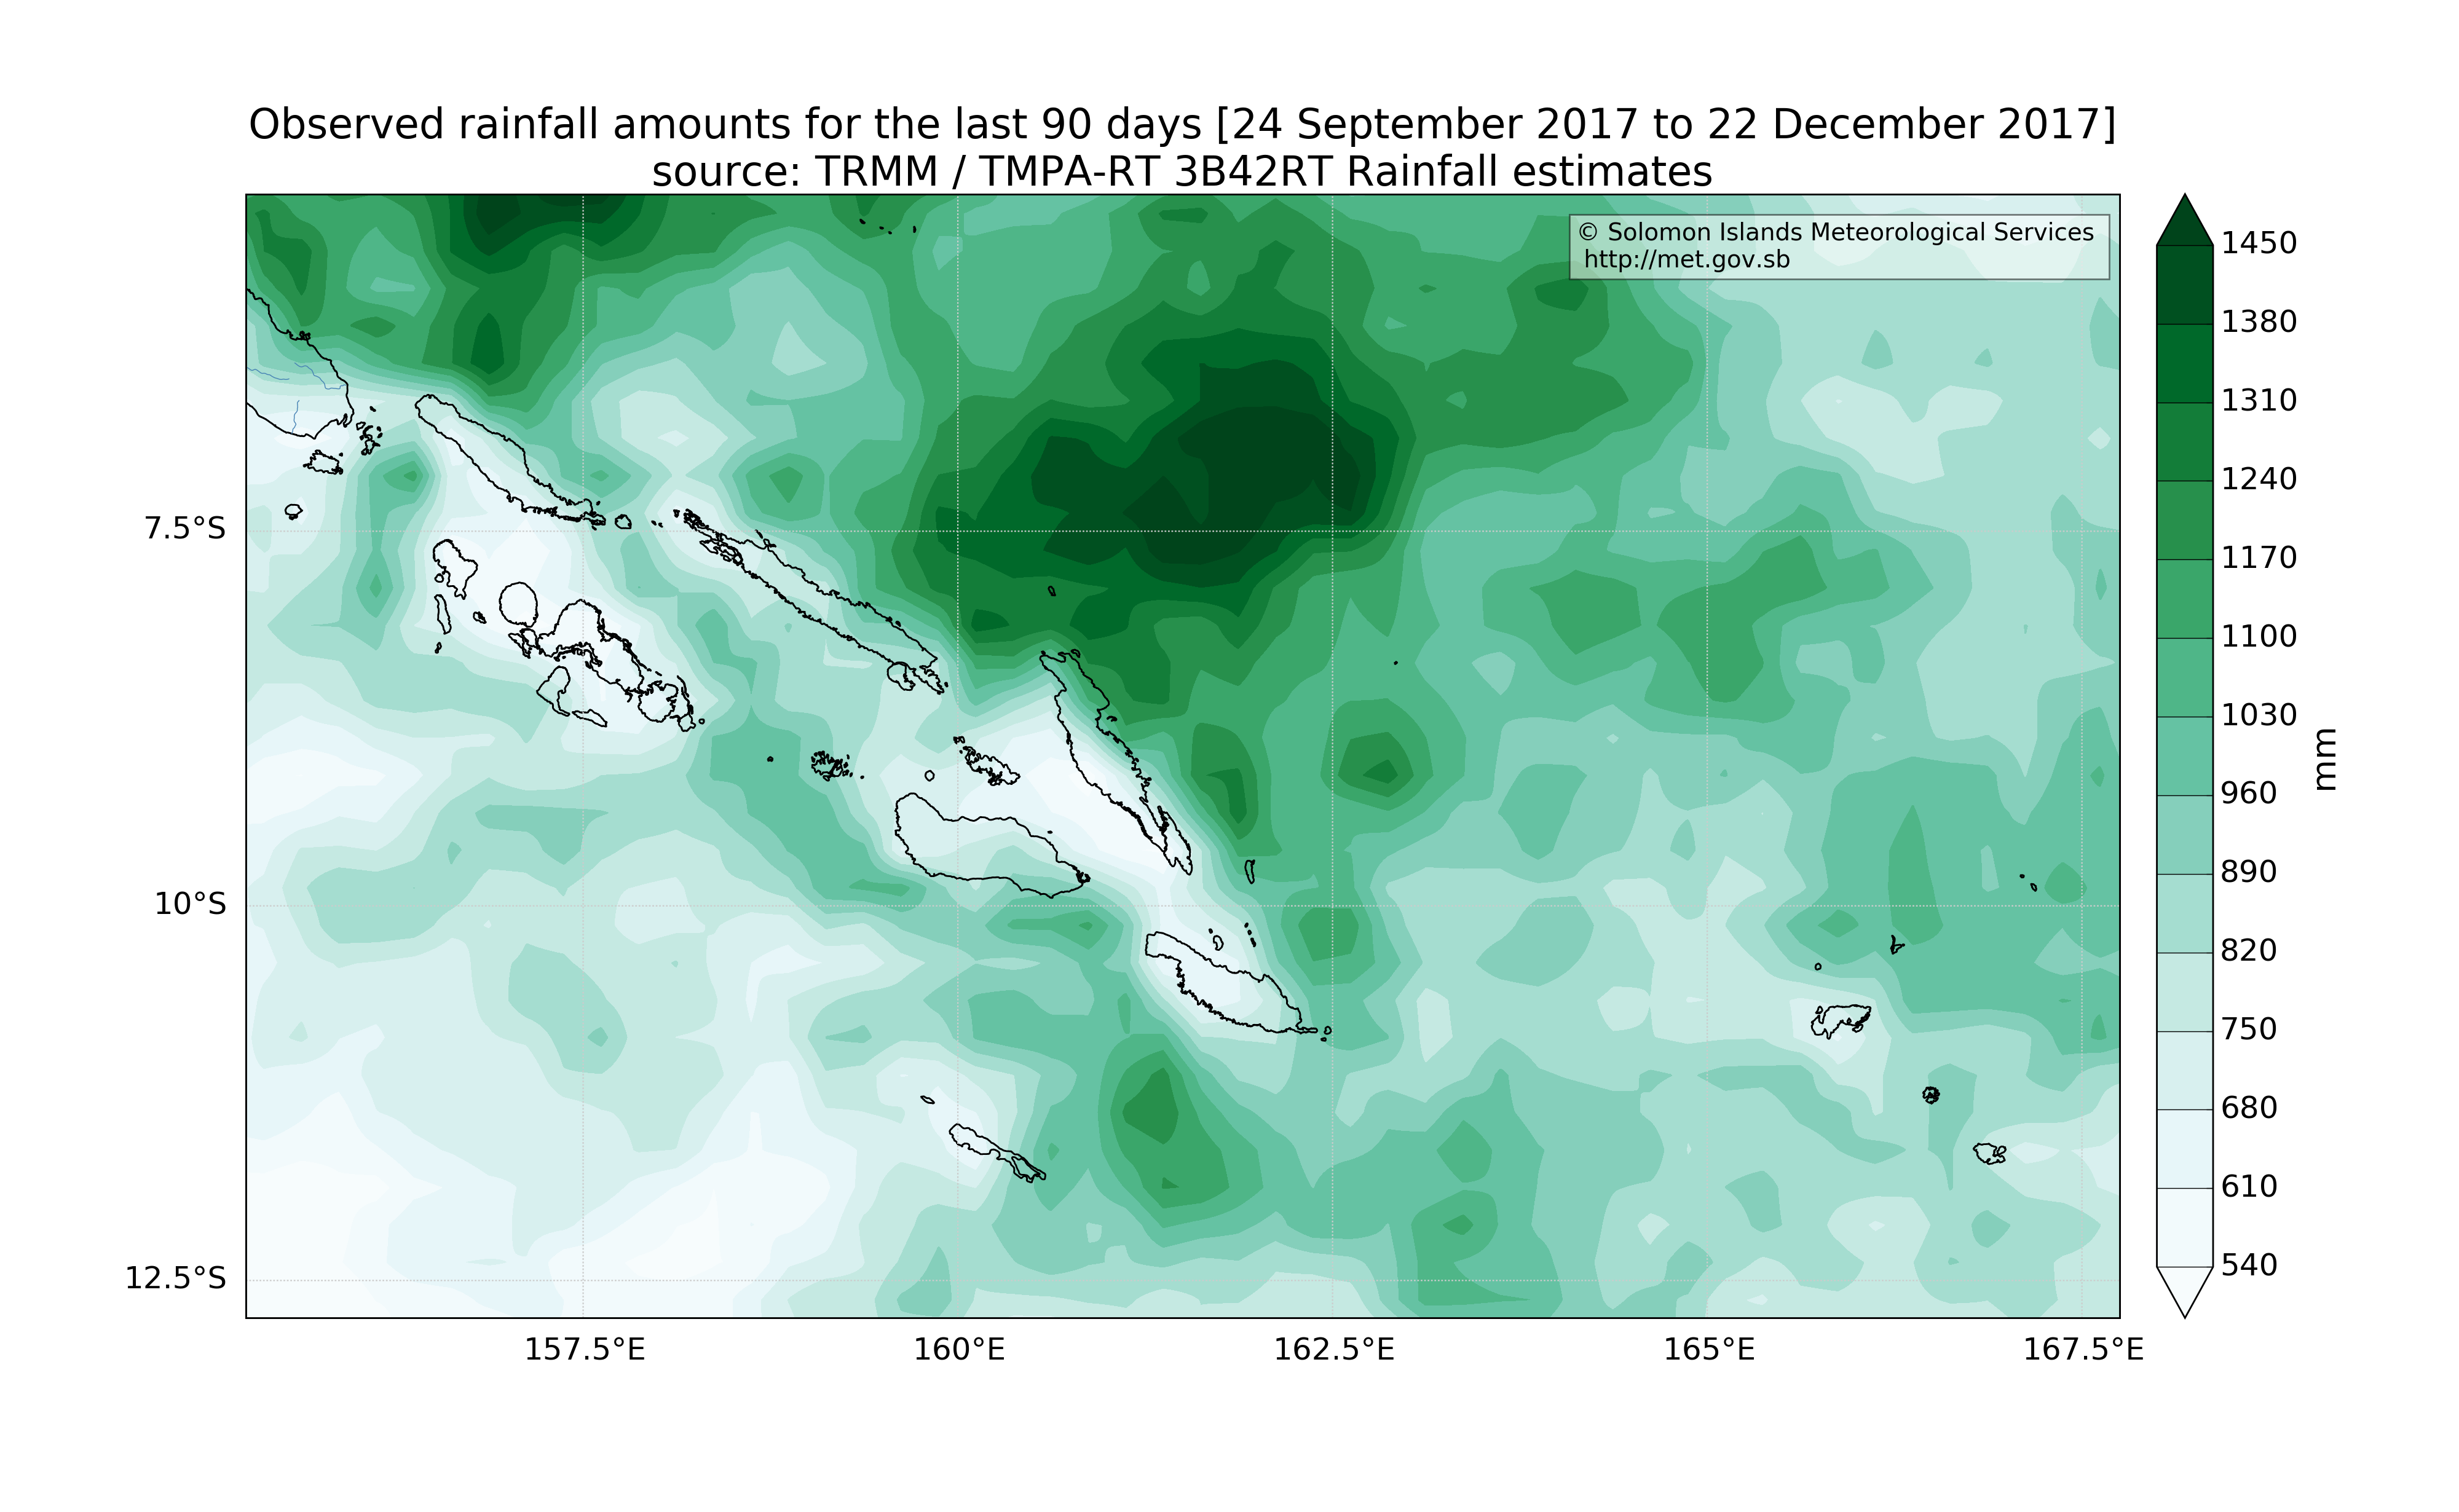 Observed rainfall amounts for the last 90 days [24 September 2017 to 22 December 2017]
source: TRMM / TMPA-RT 3B42RT Rainfall estimates
© Solomon Islands Meteorological Services
http://met.gov.sb
7.5°S
10°S
12.5°S
157.5°E
160°E
162.5°E
165°E
167.5°E
1450
1380
1310
1240
1170
1100
1030
960
890
820
750
680
610
540
mm